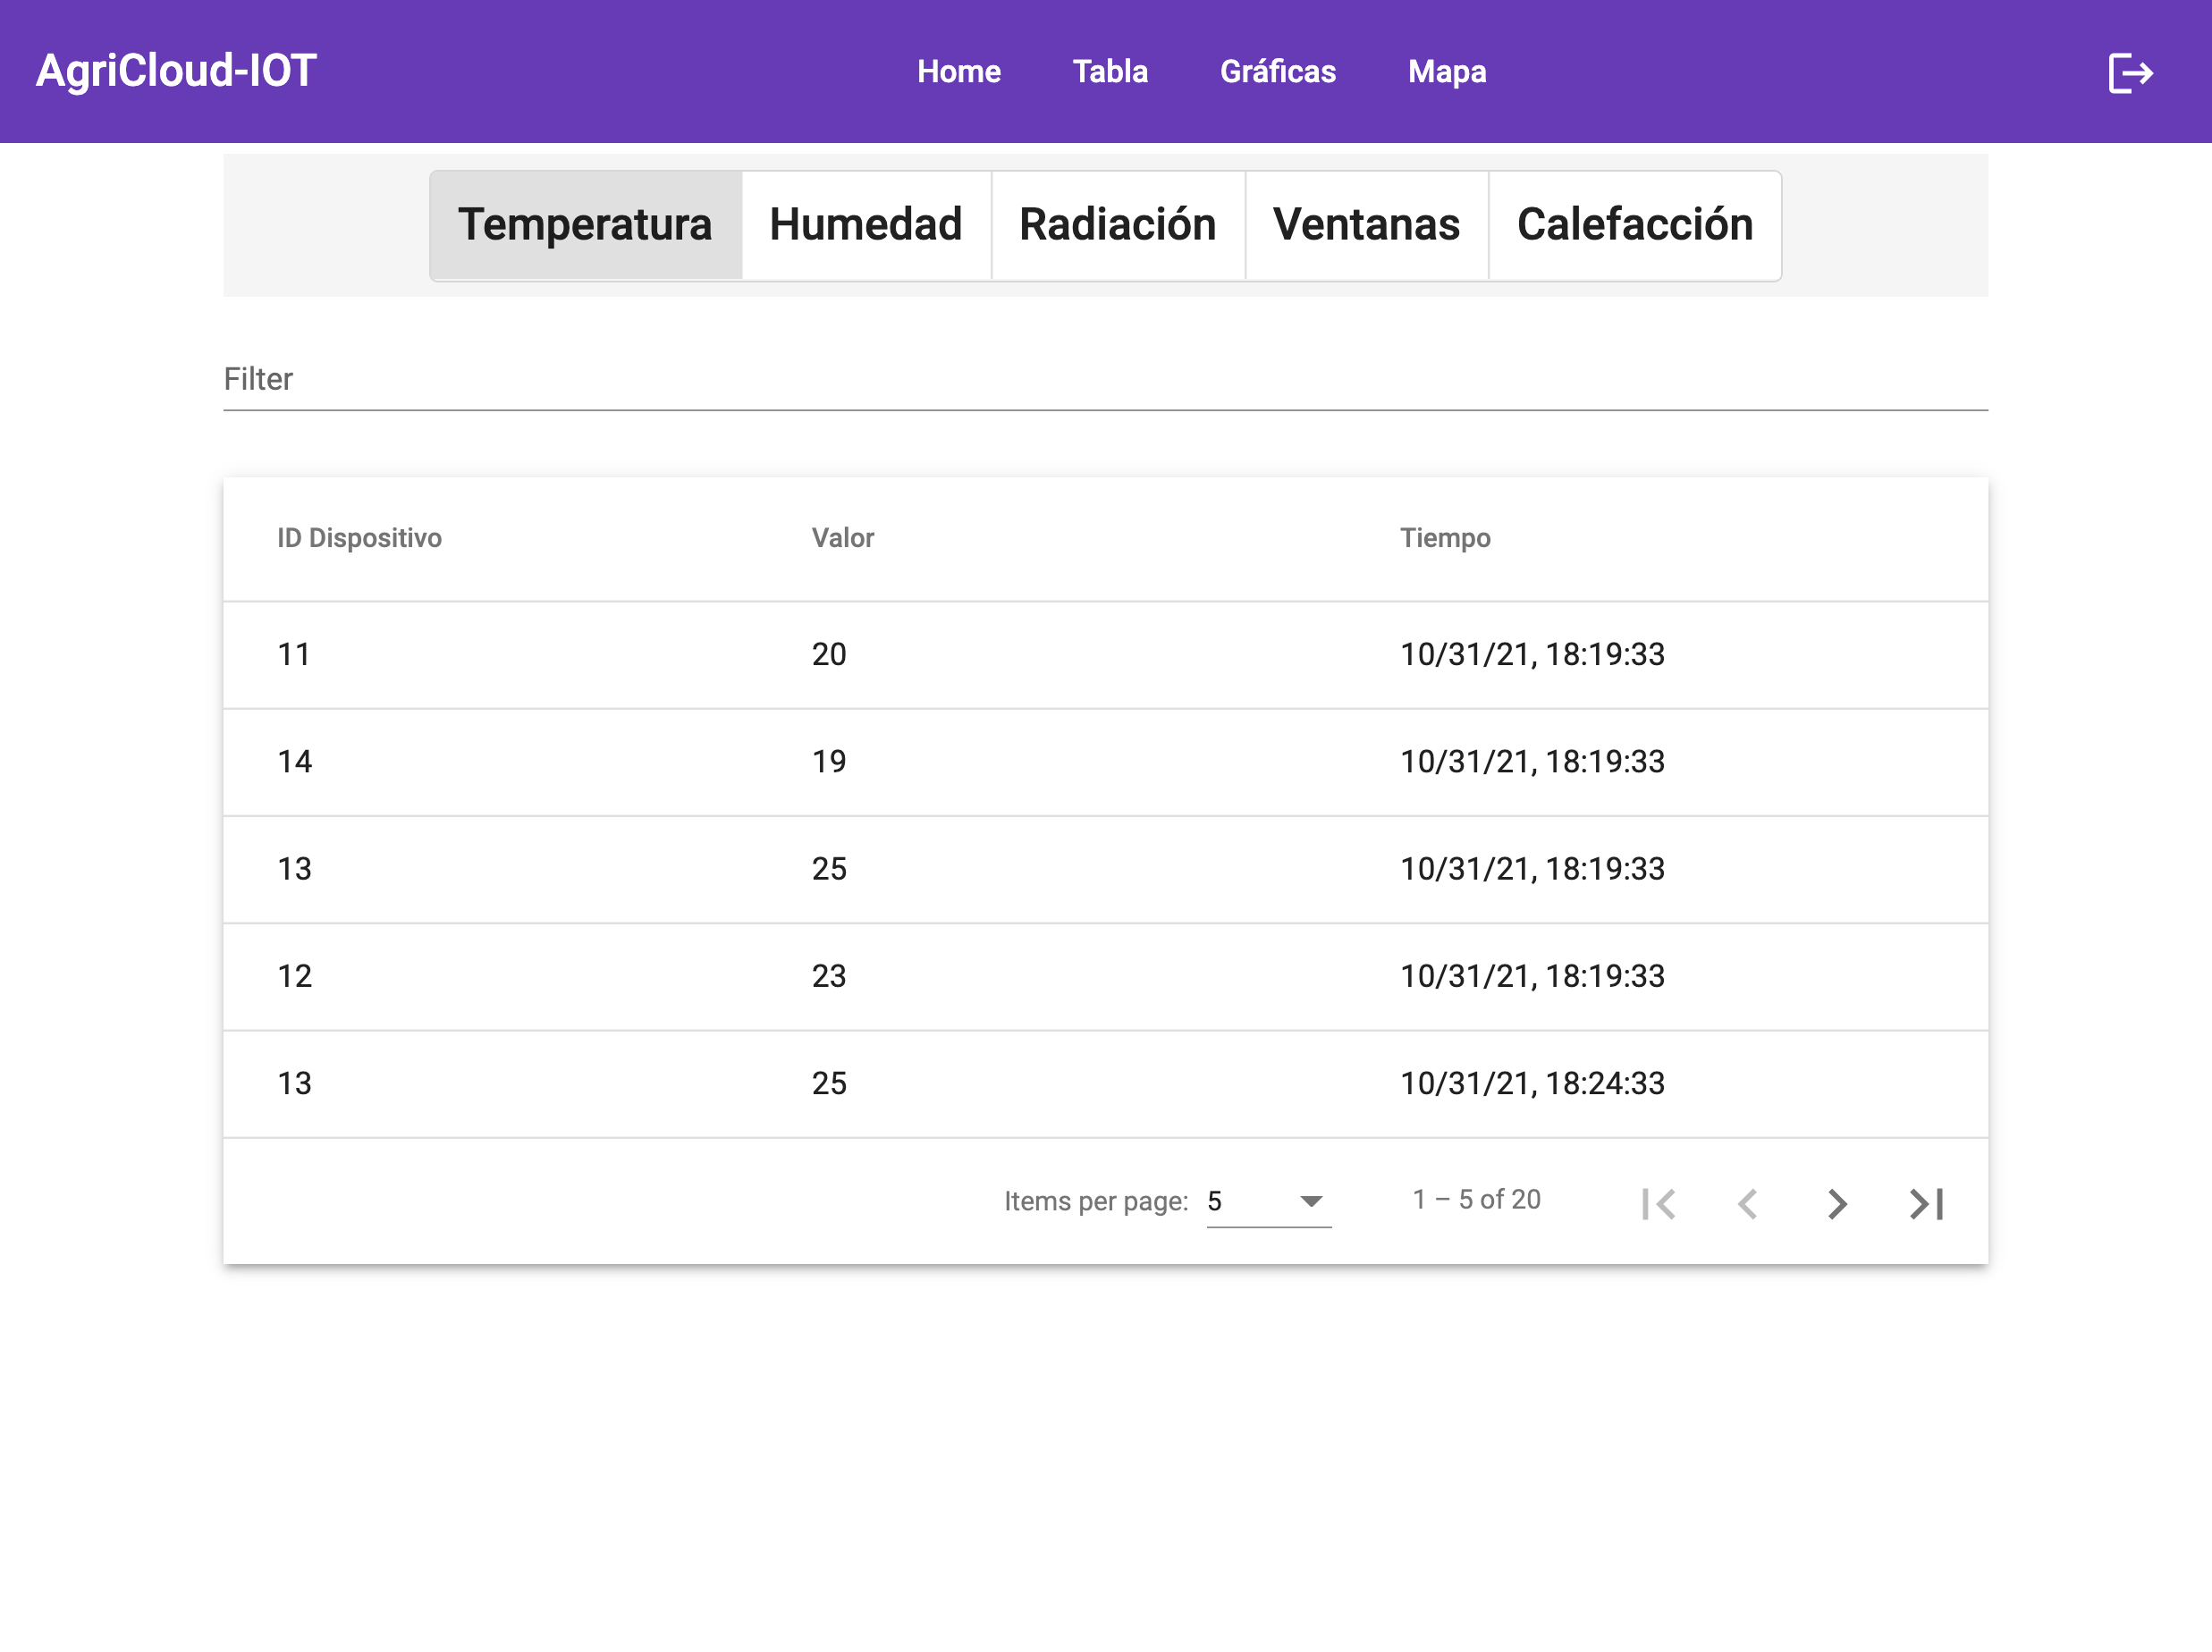 AgriCloud-IOT Home Tabla Gráficas Mapa
Temperatura Humedad Radiación Ventanas Calefacción
Filter
ID Dispositivo Valor Tiempo
11 20 10/31/21, 18:19:33
14 19 10/31/21, 18:19:33
13 25 10/31/21, 18:19:33
12 23 10/31/21, 18:19:33
13 25 10/31/21, 18:24:33
Items per page: 5 1 – 5 of 20